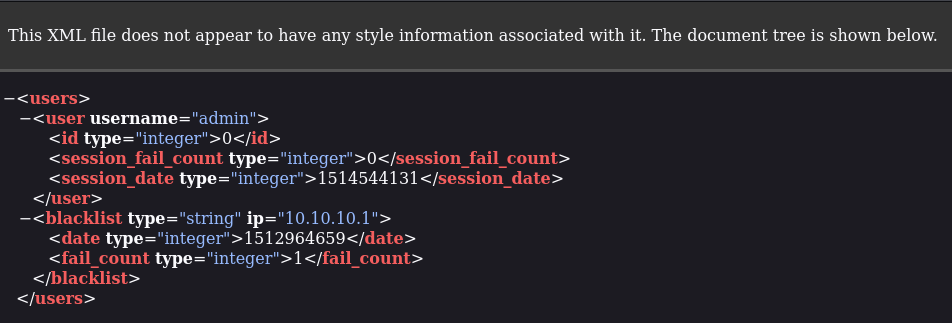 This XML file does not appear to have any style information associated with it. The document tree is shown below.
−<users>
−<user username="admin">
<id type="integer">0</id>
<session_fail_count type="integer">0</session_fail_count>
<session_date type="integer">1514544131</session_date>
</user>
−<blacklist type="string" ip="10.10.10.1">
<date type="integer">1512964659</date>
<fail_count type="integer">1</fail_count>
</blacklist>
</users>